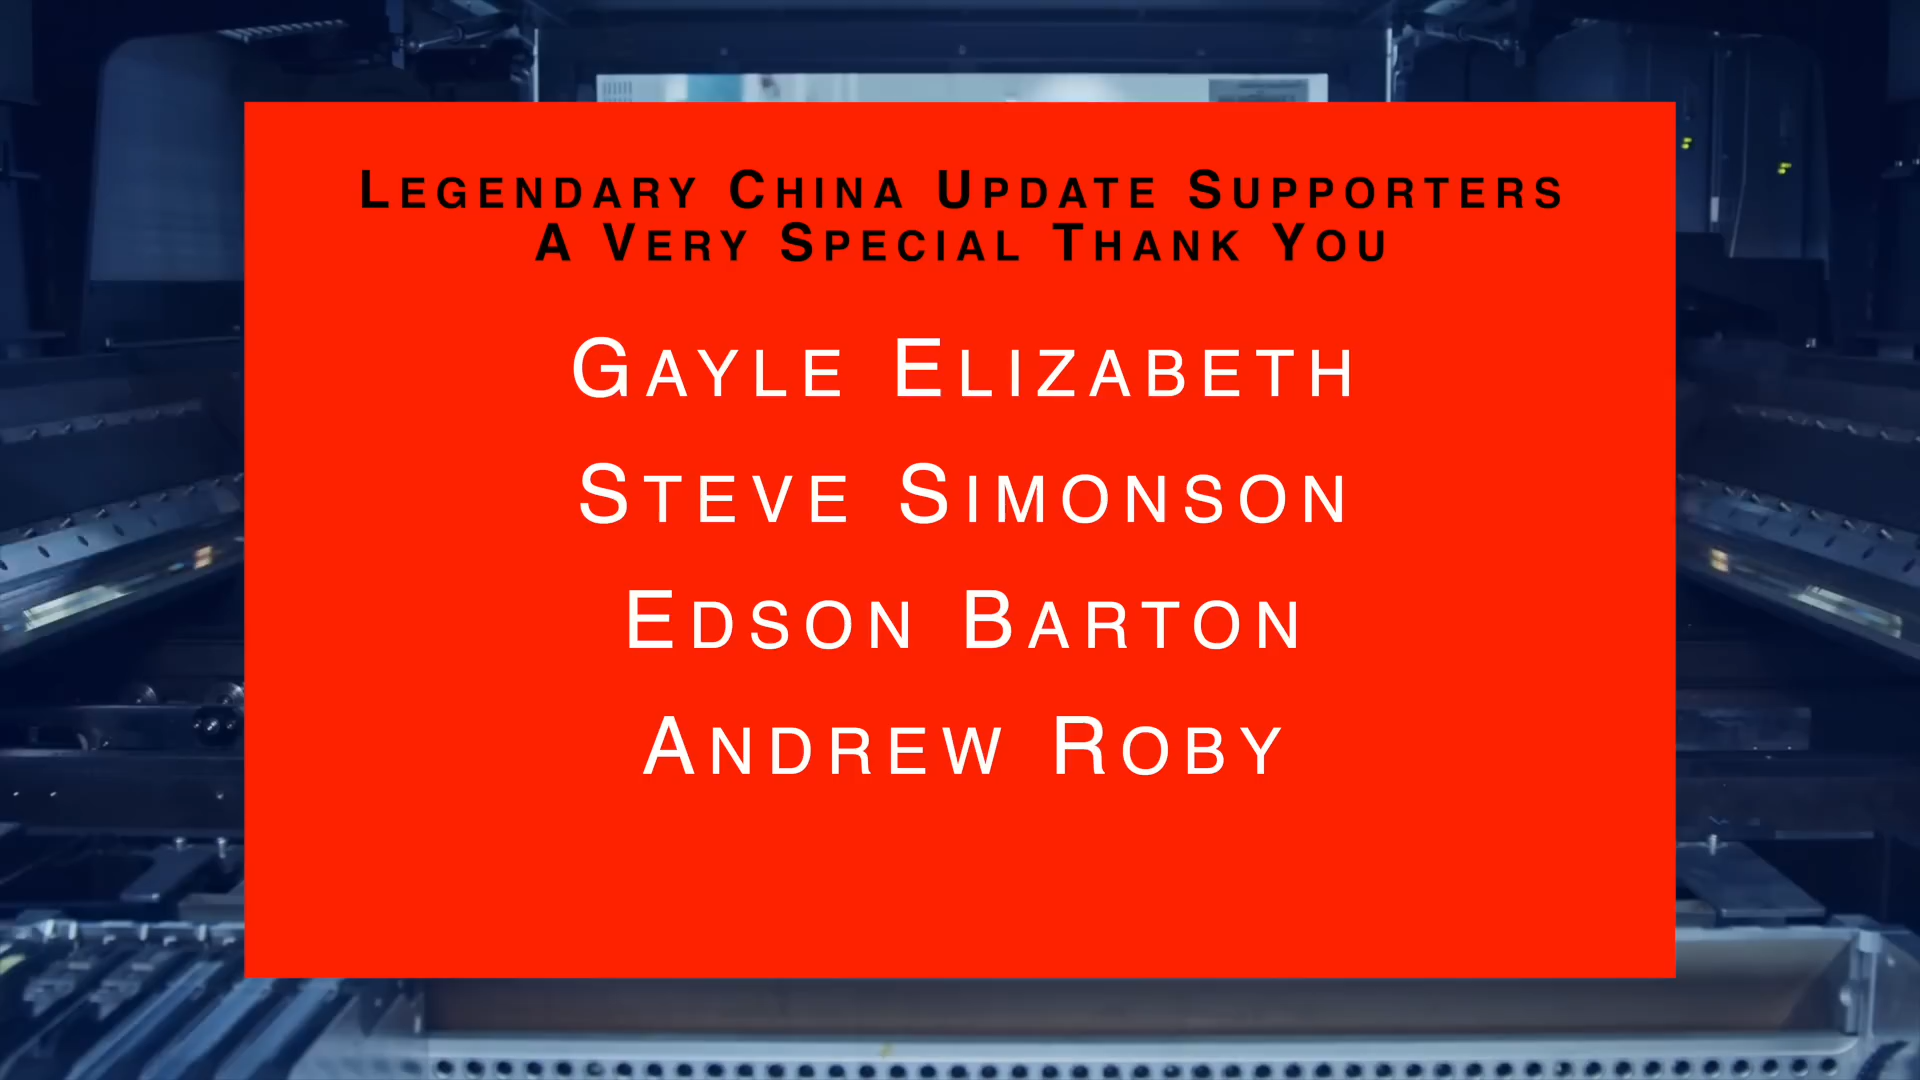 Legendary China Update Supporters
A Very Special Thank You
Gayle Elizabeth
Steve Simonson
Edson Barton
Andrew Roby